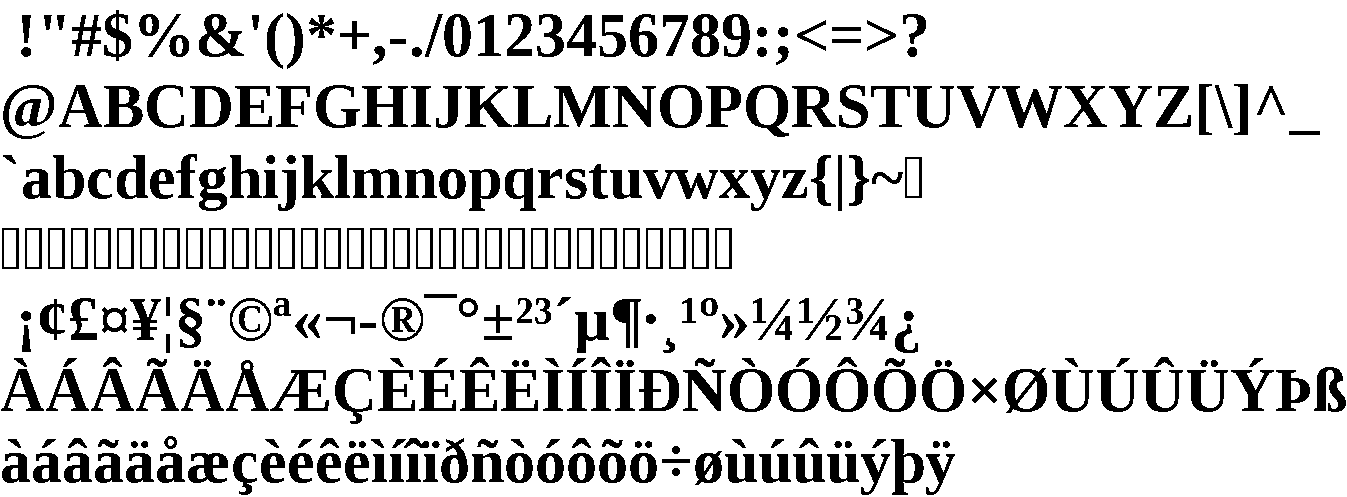 !"#$%&'()*+,-./0123456789:;<=>?
@ABCDEFGHIJKLMNOPQRSTUVWXYZ[\]^_
`abcdefghijklmnopqrstuvwxyz{|}~
¡¢£¤¥¦§¨©ª«¬-®¯°±²³´µ¶·¸¹º»¼½¾¿
ÀÁÂÃÄÅÆÇÈÉÊËÌÍÎÏÐÑÒÓÔÕÖ×ØÙÚÛÜÝÞß
àáâãäåæçèéêëìíîïðñòóôõö÷øùúûüýþÿ